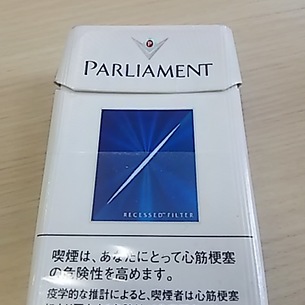 P
PARLIAMENT
RECESSED FILTER
喫煙は、あなたにとって心筋梗塞
の危険性を高めます。
疫学的な推計によると、喫煙者は心筋梗塞